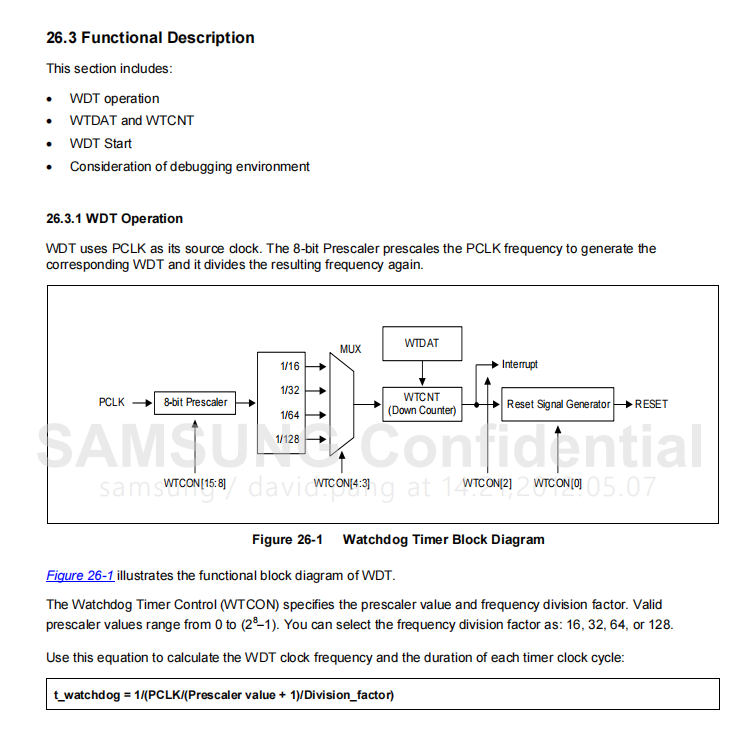 26.3 Functional Description
This section includes:
• WDT operation
• WTDAT and WTCNT
• WDT Start
• Consideration of debugging environment
26.3.1 WDT Operation
WDT uses PCLK as its source clock. The 8-bit Prescaler prescales the PCLK frequency to generate the
corresponding WDT and it divides the resulting frequency again.
WTDAT
MUX
Interrupt
1/16
1/32
1/64
1/128
PCLK
8-bit Prescaler
WTCNT
(Down Counter)
Reset Signal Generator
RESET
SAMSUNG Confidential
WTCON[15:8]
WTCON[4:3]
WTCON[2]
WTCON[0]
samsung / david.pang at 14:21,2012.05.07
Figure 26-1 Watchdog Timer Block Diagram
Figure 26-1 illustrates the functional block diagram of WDT.
The Watchdog Timer Control (WTCON) specifies the prescaler value and frequency division factor. Valid
prescaler values range from 0 to (2⁸–1). You can select the frequency division factor as: 16, 32, 64, or 128.
Use this equation to calculate the WDT clock frequency and the duration of each timer clock cycle:
t_watchdog = 1/(PCLK/(Prescaler value + 1)/Division_factor)